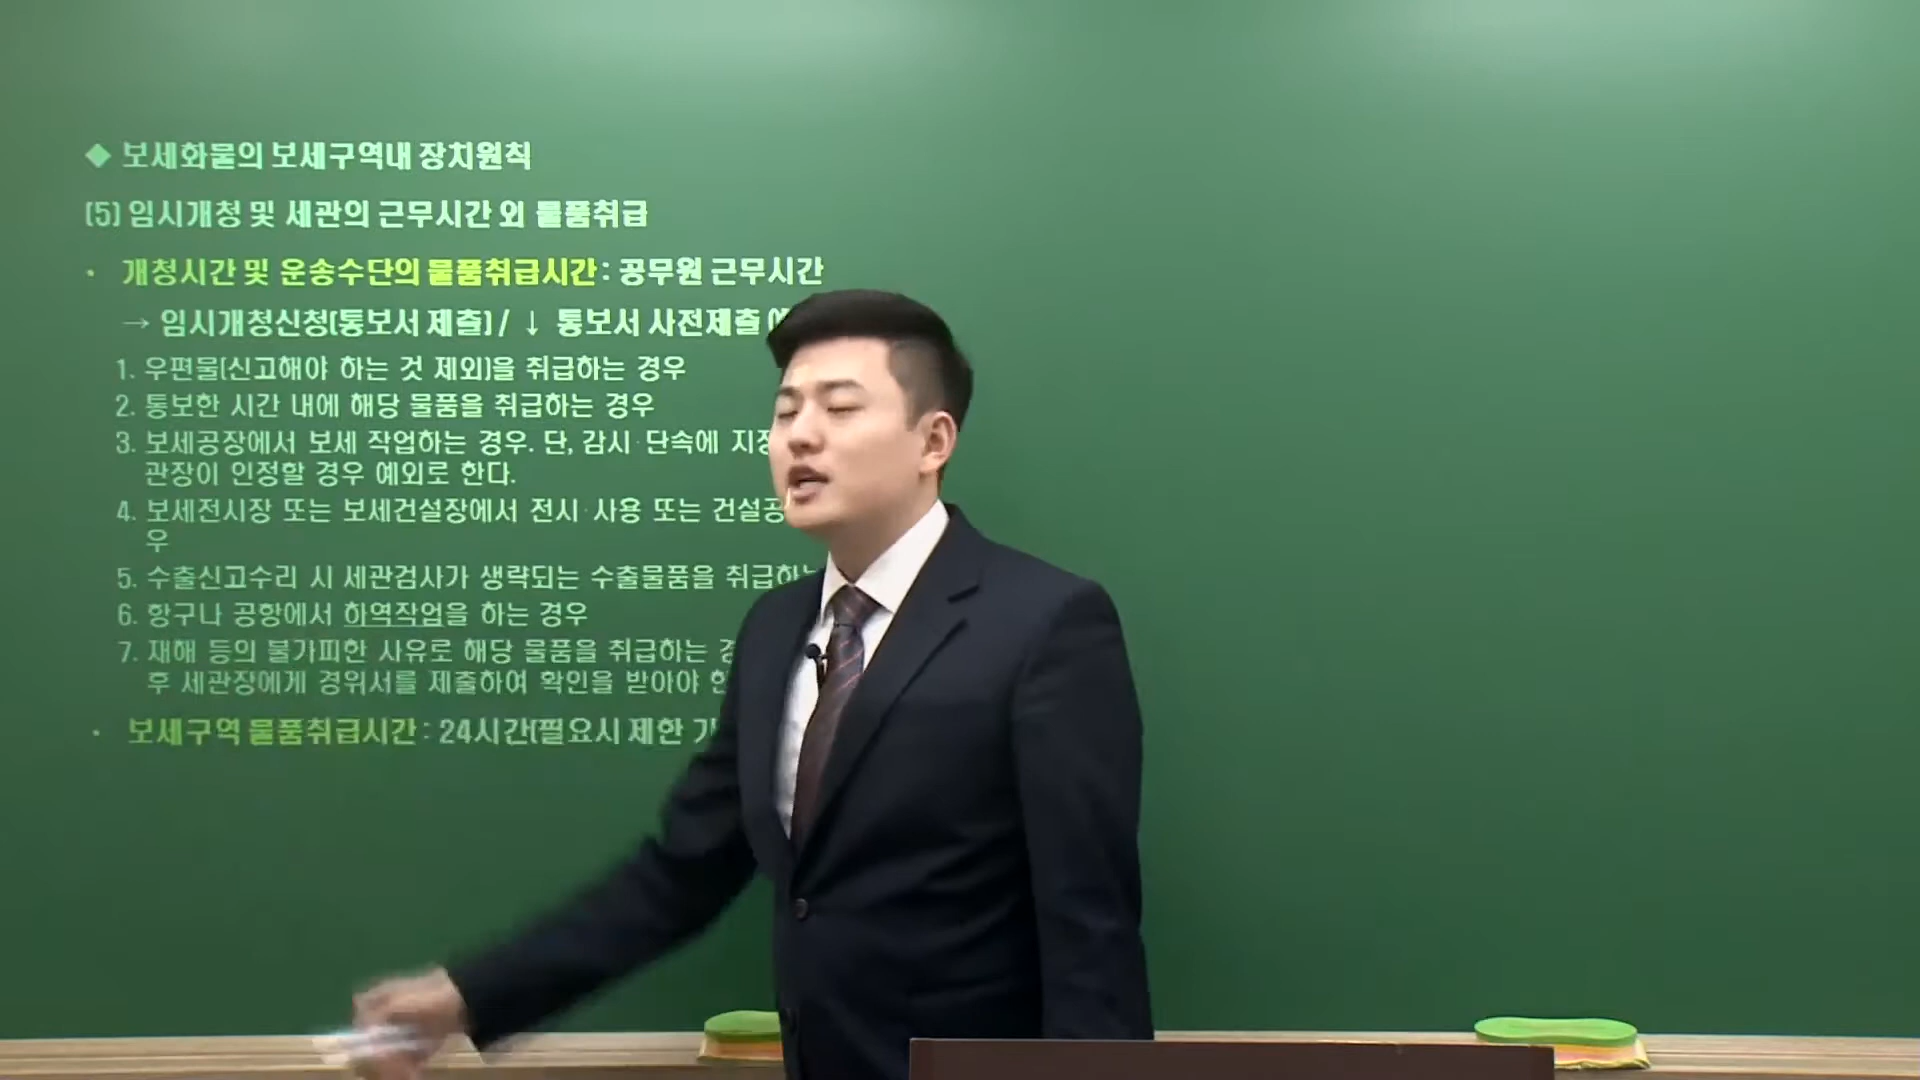 ◆ 보세화물의 보세구역내 장치원칙
(5) 임시개청 및 세관의 근무시간 외 물품취급
· 개청시간 및 운송수단의 물품취급시간 : 공무원 근무시간
→ 임시개청신청(통보서 제출) / ↓ 통보서 사전제출
1. 우편물(신고해야 하는 것 제외)을 취급하는 경우
2. 통보한 시간 내에 해당 물품을 취급하는 경우
3. 보세공장에서 보세 작업하는 경우. 단, 감시·단속에
관장이 인정할 경우 예외로 한다.
4. 보세전시장 또는 보세건설장에서 전시·사용 또는
우
5. 수출신고수리 시 세관검사가 생략되는 수출물품을
6. 항구나 공항에서 하역작업을 하는 경우
7. 재해 등의 불가피한 사유로 해당 물품을 취급하는
후 세관장에게 경위서를 제출하여 확인을 받아야
· 보세구역 물품취급시간 : 24시간(필요시 제한